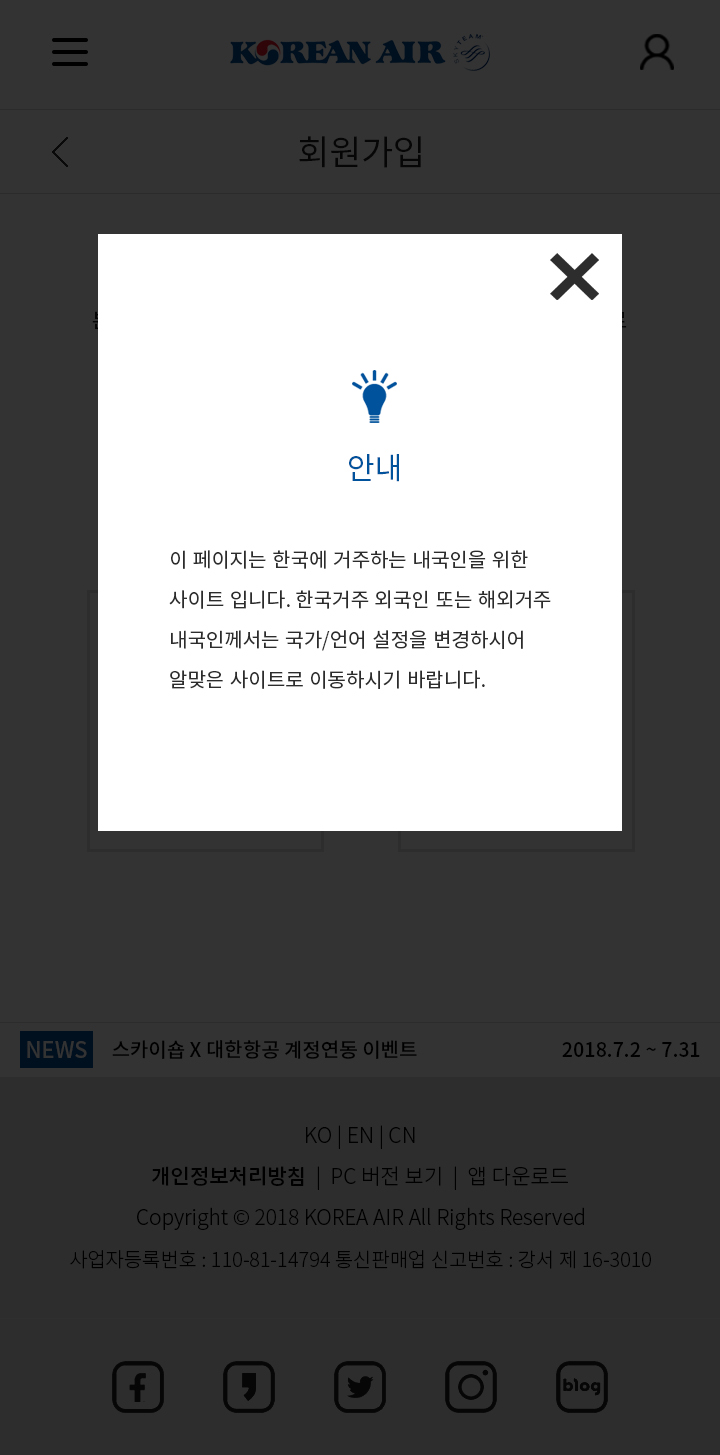 KOREAN AIR
SKYTEAM
회원가입
안내
이 페이지는 한국에 거주하는 내국인을 위한
사이트 입니다. 한국거주 외국인 또는 해외거주
내국인께서는 국가/언어 설정을 변경하시어
알맞은 사이트로 이동하시기 바랍니다.
NEWS 스카이숍 X 대한항공 계정연동 이벤트 2018.7.2 ~ 7.31
KO | EN | CN
개인정보처리방침 | PC 버전 보기 | 앱 다운로드
Copyright © 2018 KOREA AIR All Rights Reserved
사업자등록번호 : 110-81-14794 통신판매업 신고번호 : 강서 제 16-3010
blog